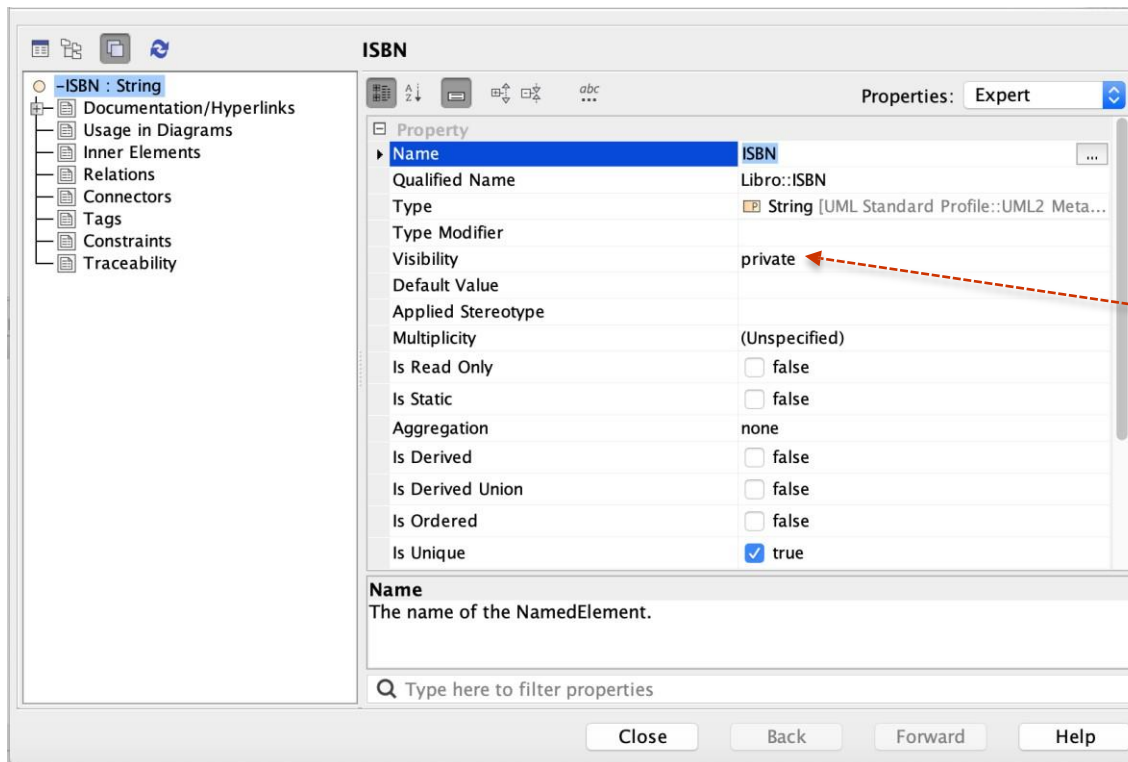 ISBN
-ISBN : String
Documentation/Hyperlinks
Usage in Diagrams
Inner Elements
Relations
Connectors
Tags
Constraints
Traceability
A
Z
abc
Properties: Expert
Property
Name ISBN ...
Qualified Name Libro::ISBN
Type P String [UML Standard Profile::UML2 Meta...
Type Modifier
Visibility private
Default Value
Applied Stereotype
Multiplicity (Unspecified)
Is Read Only false
Is Static false
Aggregation none
Is Derived false
Is Derived Union false
Is Ordered false
Is Unique true
Name
The name of the NamedElement.
Type here to filter properties
Close Back Forward Help